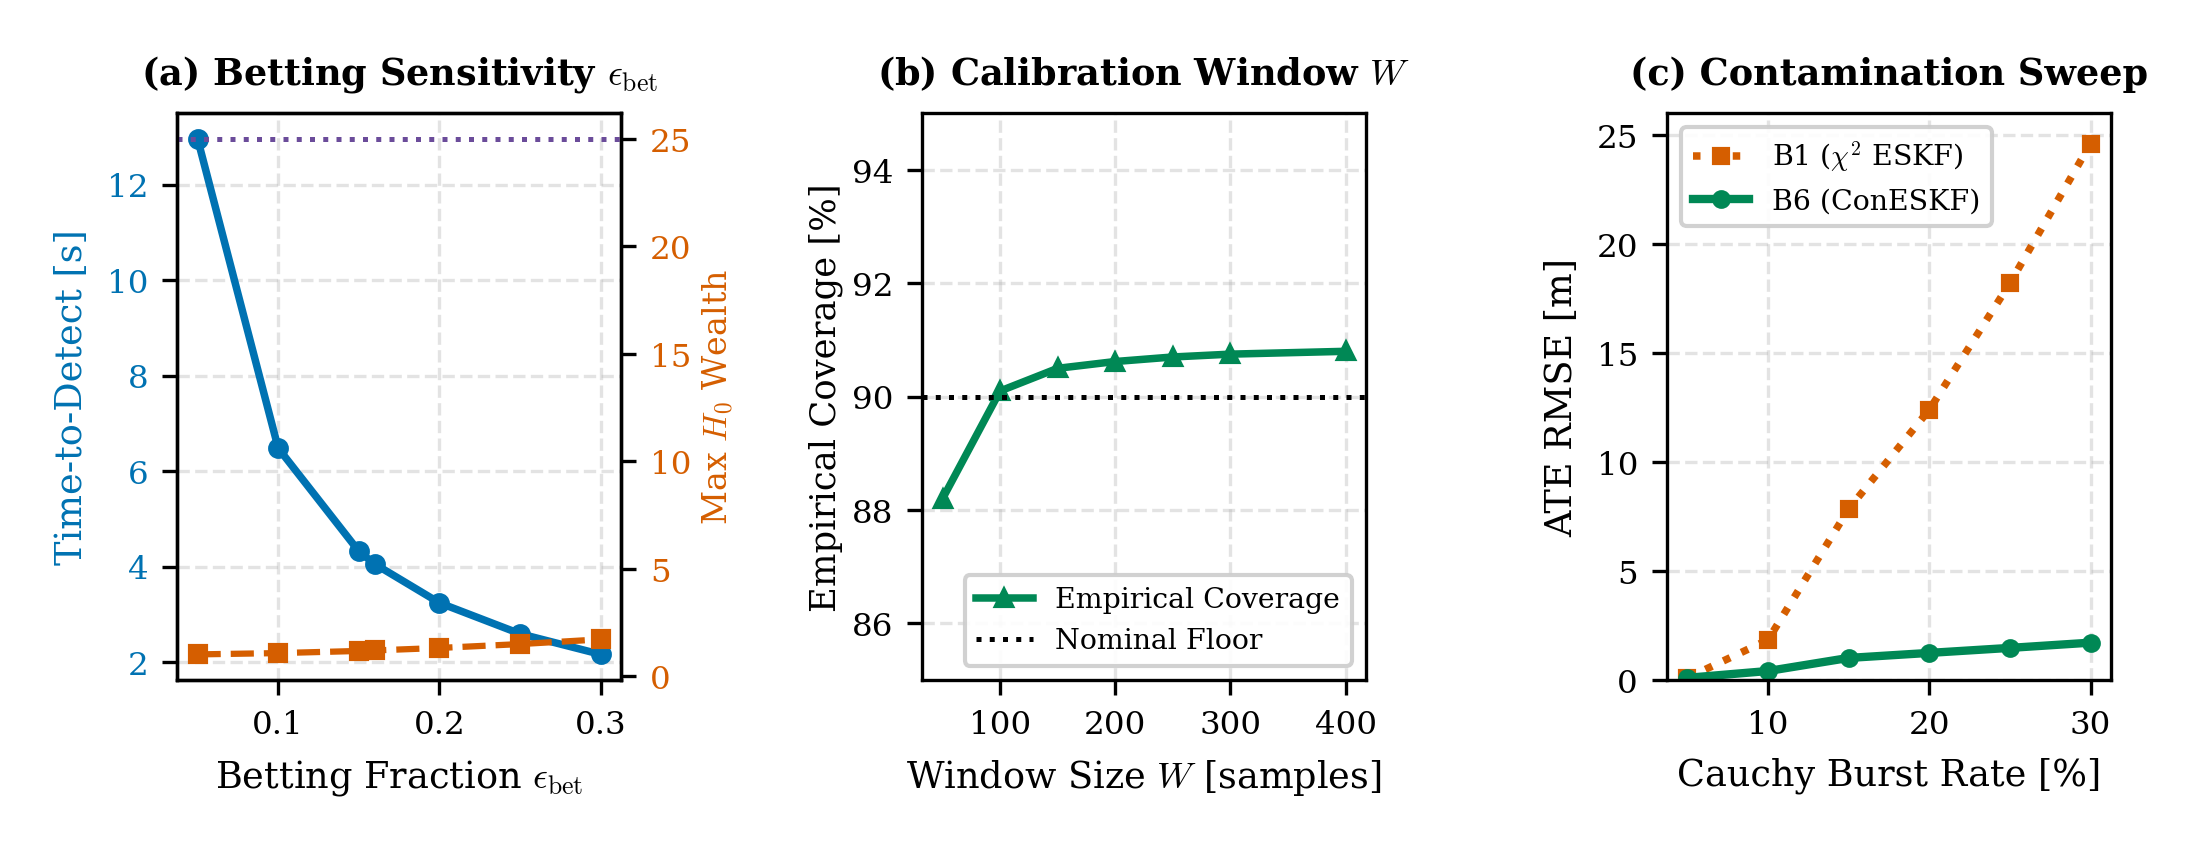 (a) Betting Sensitivity ϵbet
12
10
8
6
4
2
Time-to-Detect [s]
25
20
15
10
5
0
Max H0 Wealth
0.1 0.2 0.3
Betting Fraction ϵbet
(b) Calibration Window W
94
92
90
88
86
Empirical Coverage [%]
Empirical Coverage
Nominal Floor
100 200 300 400
Window Size W [samples]
(c) Contamination Sweep
25
20
15
10
5
0
ATE RMSE [m]
B1 (χ² ESKF)
B6 (ConESKF)
10 20 30
Cauchy Burst Rate [%]